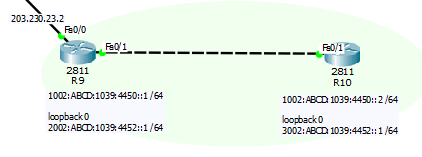 203.230.23.2
Fa0/0
Fa0/1
Fa0/1
2811
R9
2811
R10
1002:ABCD:1039:4450::1 /64
1002:ABCD:1039:4450::2 /64
loopback 0
2002:ABCD:1039:4452::1 /64
loopback 0
3002:ABCD:1039:4452::1 /64